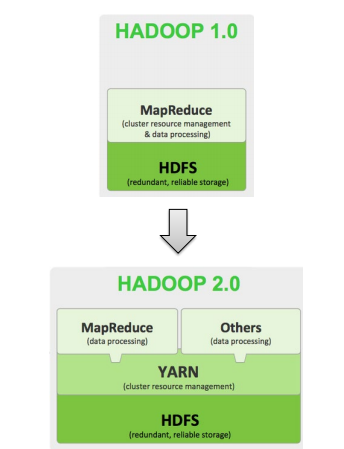 HADOOP 1.0
MapReduce
(cluster resource management
& data processing)
HDFS
(redundant, reliable storage)
HADOOP 2.0
MapReduce
(data processing)
Others
(data processing)
YARN
(cluster resource management)
HDFS
(redundant, reliable storage)